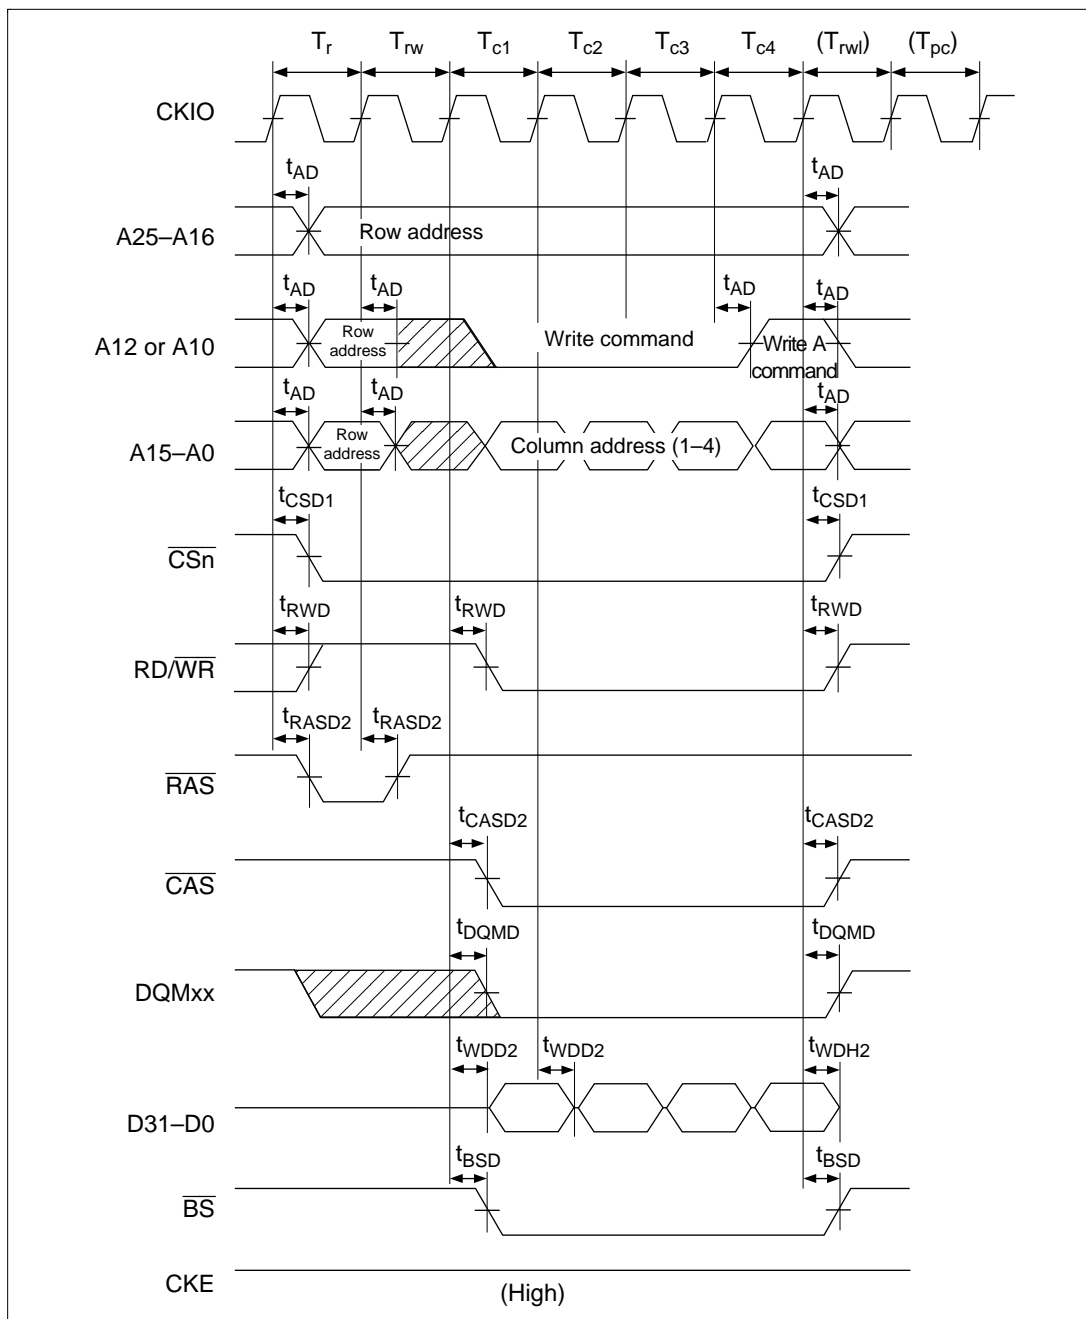 Tr Trw Tc1 Tc2 Tc3 Tc4 (Trwl) (Tpc)
CKIO
tAD tAD
A25–A16 Row address
tAD tAD tAD tAD
A12 or A10 Row address Write command Write A command
tAD tAD tAD
A15–A0 Row address Column address (1–4)
tCSD1 tCSD1
CSn
tRWD tRWD tRWD
RD/WR
tRASD2 tRASD2
RAS
tCASD2 tCASD2
CAS
tDQMD tDQMD
DQMxx
tWDD2 tWDD2 tWDH2
D31–D0
tBSD tBSD
BS
CKE (High)